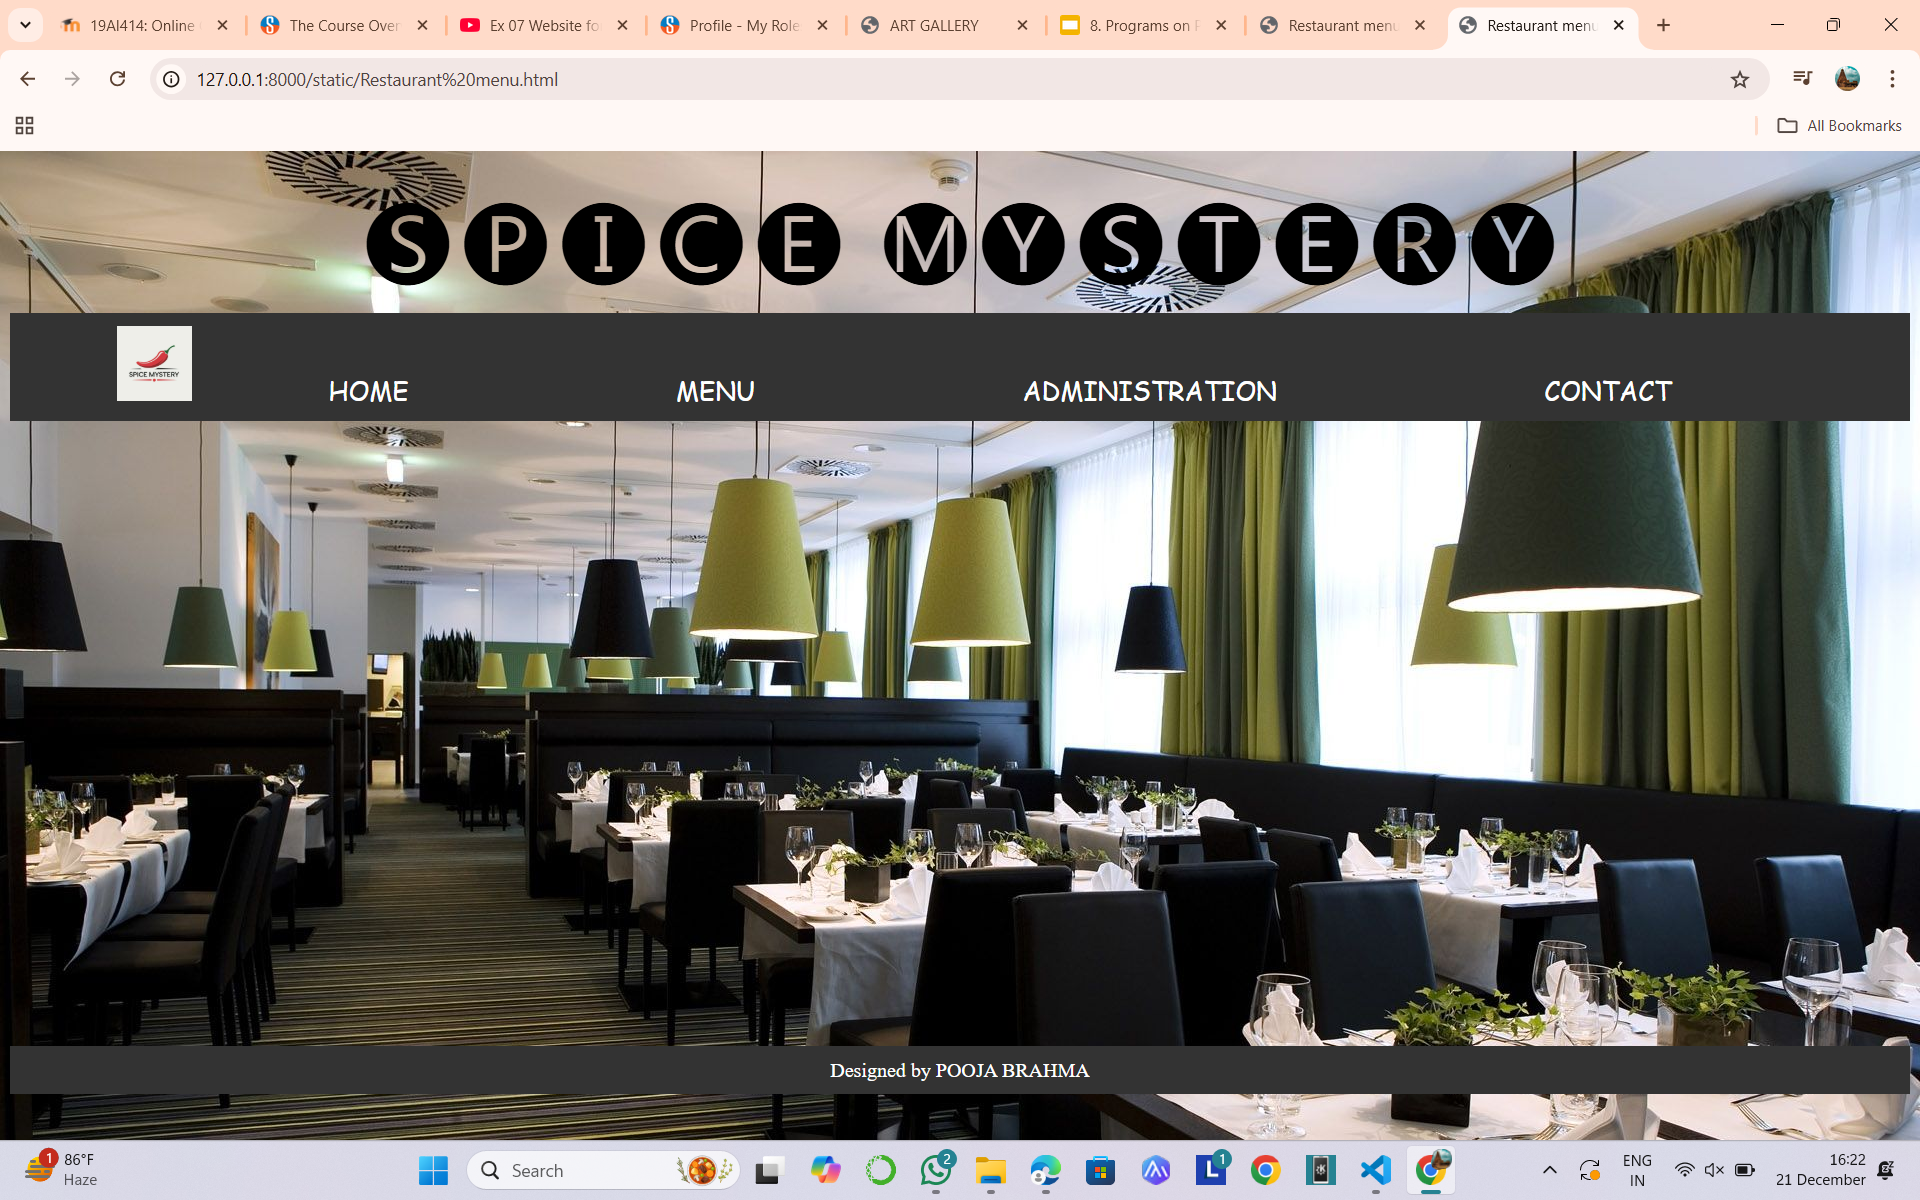 19AI414: Online
The Course Over
Ex 07 Website fo
Profile - My Role
ART GALLERY
8. Programs on
Restaurant menu
Restaurant menu
127.0.0.1:8000/static/Restaurant%20menu.html
All Bookmarks
🅢🅟🅘🅒🅔 🅜🅨🅢🅣🅔🅡🅨
SPICE MYSTERY
HOME
MENU
ADMINISTRATION
CONTACT
Designed by POOJA BRAHMA
1
86°F
Haze
Search
2
1
ENG
IN
16:22
21 December